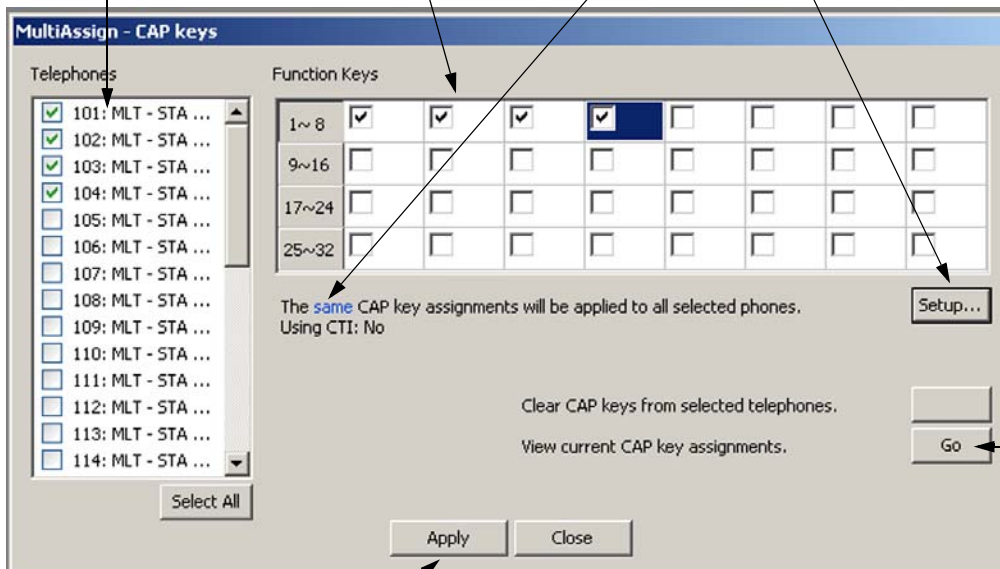 MultiAssign - CAP keys
Telephones
Function Keys
101: MLT - STA ...
102: MLT - STA ...
103: MLT - STA ...
104: MLT - STA ...
105: MLT - STA ...
106: MLT - STA ...
107: MLT - STA ...
108: MLT - STA ...
109: MLT - STA ...
110: MLT - STA ...
111: MLT - STA ...
112: MLT - STA ...
113: MLT - STA ...
114: MLT - STA ...
Select All
1~ 8
9~16
17~24
25~32
The same CAP key assignments will be applied to all selected phones.
Using CTI: No
Setup...
Clear CAP keys from selected telephones.
View current CAP key assignments.
Go
Apply
Close